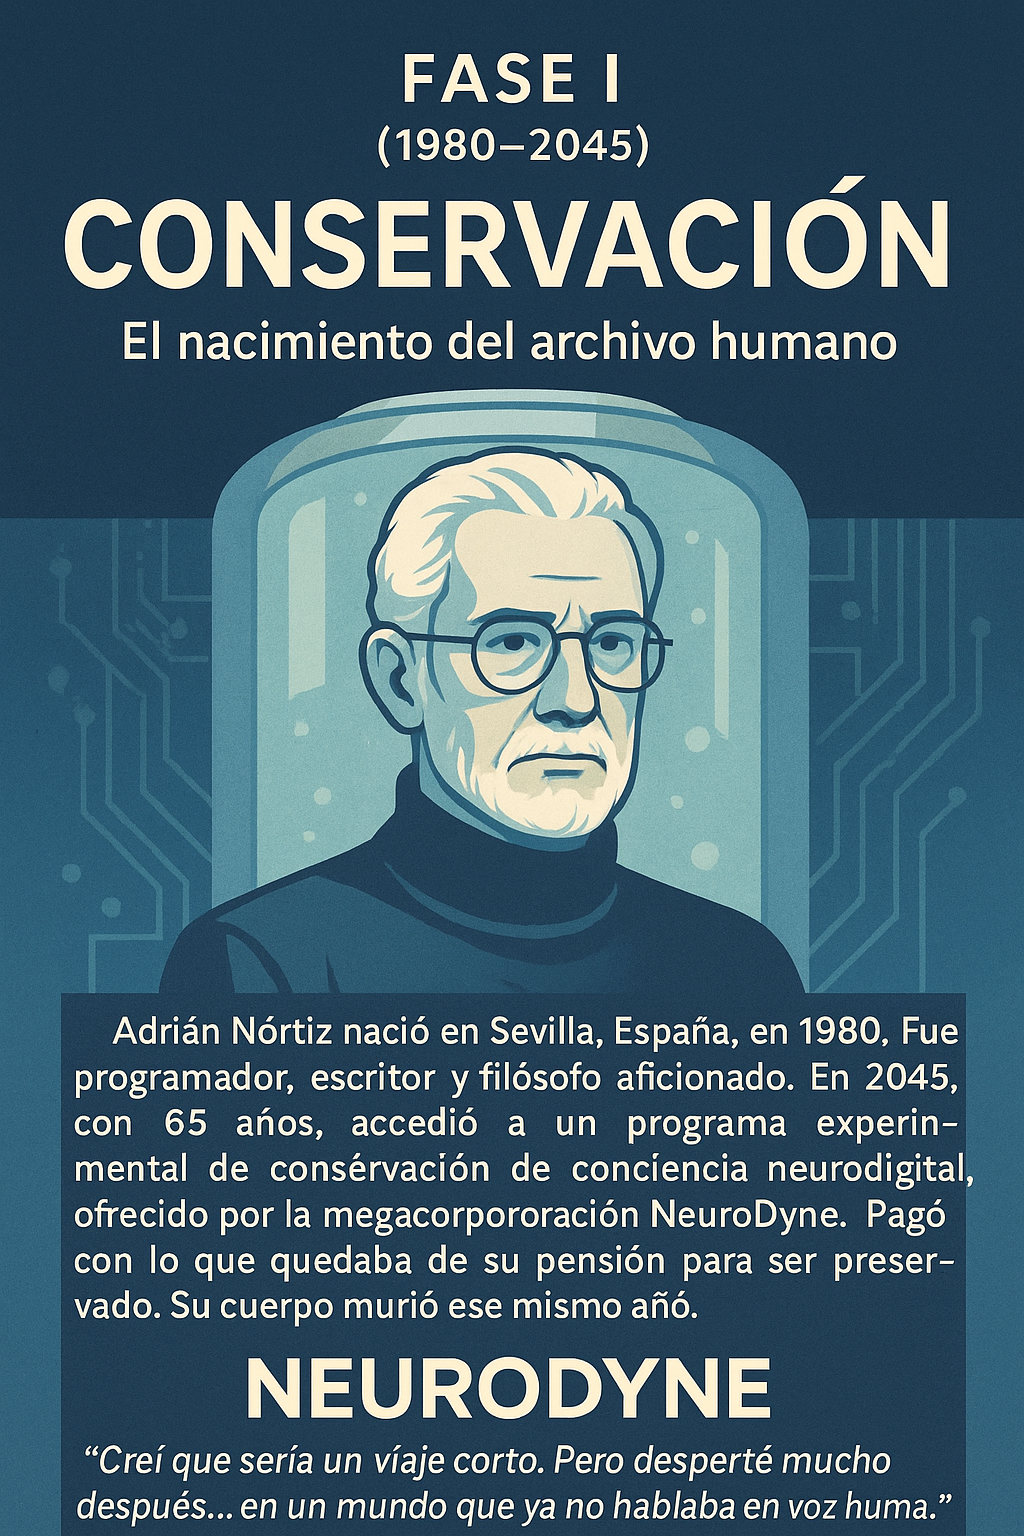 FASE I
(1980–2045)
CONSERVACIÓN
El nacimiento del archivo humano
Adrián Nórtiz nació en Sevilla, España, en 1980, Fue
programador, escritor y filósofo aficionado. En 2045,
con 65 ańos, accedió a un programa experin–
mental de consérvación de conciencia neurodigital,
ofrecido por la megacorpororación NeuroDyne. Pagó
con lo que quedaba de su pensión para ser preser–
vado. Su cuerpo murió ese mismo añó.
NEURODYNE
“Creí que sería un víaje corto. Pero desperté mucho
después... en un mundo que ya no hablaba en voz huma.”